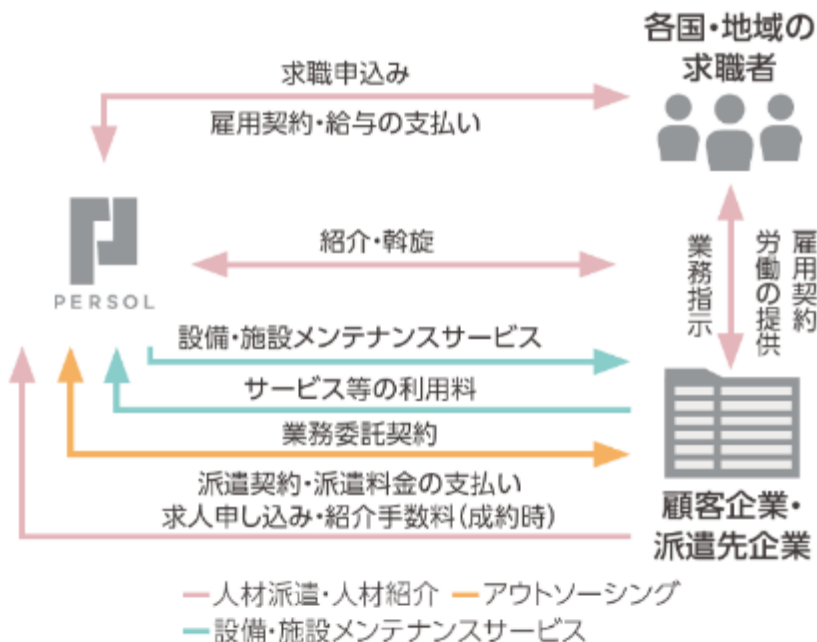 各国・地域の
求職者
求職申込み
雇用契約・給与の支払い
PERSOL
紹介・斡旋
業務指示
雇用契約
労働の提供
設備・施設メンテナンスサービス
サービス等の利用料
業務委託契約
派遣契約・派遣料金の支払い
求人申し込み・紹介手数料(成約時)
顧客企業・
派遣先企業
人材派遣・人材紹介 アウトソーシング
設備・施設メンテナンスサービス